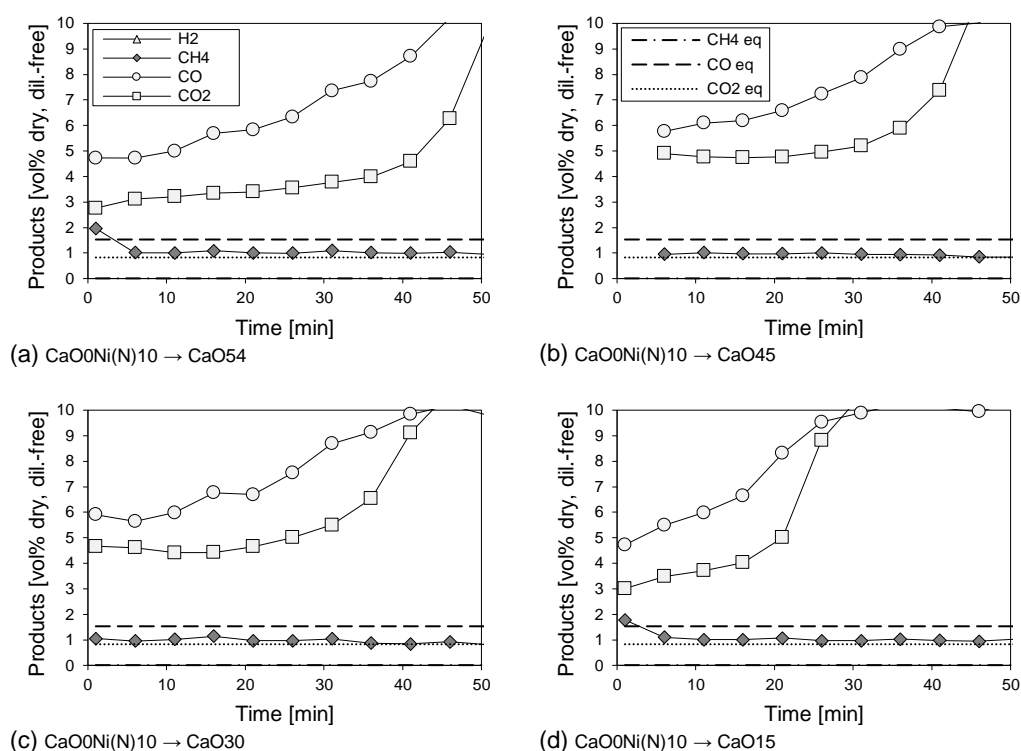 10
9
8
7
6
5
4
3
2
1
0
Products [vol% dry, dil.-free]
H2
CH4
CO
CO2
0 10 20 30 40 50
Time [min]
(a) CaO0Ni(N)10 → CaO54
10
9
8
7
6
5
4
3
2
1
0
Products [vol% dry, dil.-free]
CH4 eq
CO eq
CO2 eq
0 10 20 30 40 50
Time [min]
(b) CaO0Ni(N)10 → CaO45
10
9
8
7
6
5
4
3
2
1
0
Products [vol% dry, dil.-free]
0 10 20 30 40 50
Time [min]
(c) CaO0Ni(N)10 → CaO30
10
9
8
7
6
5
4
3
2
1
0
Products [vol% dry, dil.-free]
0 10 20 30 40 50
Time [min]
(d) CaO0Ni(N)10 → CaO15